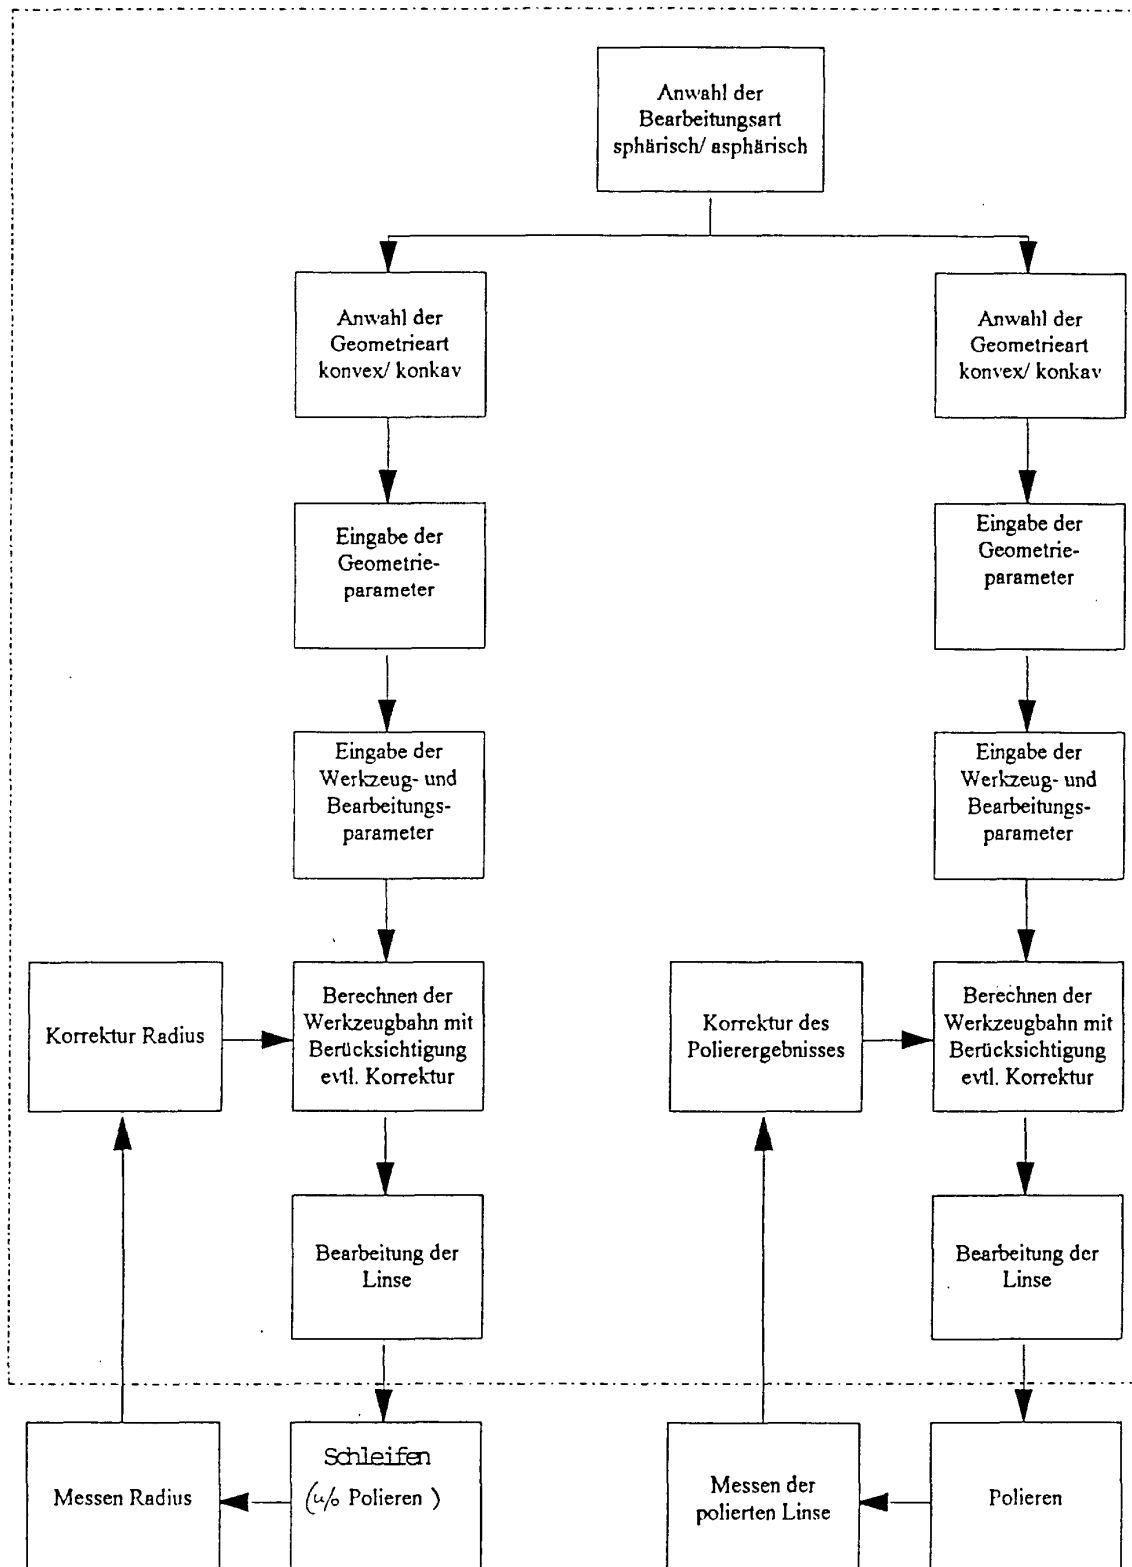 Anwahl der
Bearbeitungsart
sphärisch/ asphärisch
Anwahl der
Geometrieart
konvex/ konkav
Anwahl der
Geometrieart
konvex/ konkav
Eingabe der
Geometrie-
parameter
Eingabe der
Geometrie-
parameter
Eingabe der
Werkzeug- und
Bearbeitungs-
parameter
Eingabe der
Werkzeug- und
Bearbeitungs-
parameter
Korrektur Radius
Berechnen der
Werkzeugbahn mit
Berücksichtigung
evtl. Korrektur
Korrektur des
Polierergebnisses
Berechnen der
Werkzeugbahn mit
Berücksichtigung
evtl. Korrektur
Bearbeitung der
Linse
Bearbeitung der
Linse
Messen Radius
Schleifen
(u/o Polieren )
Messen der
polierten Linse
Polieren